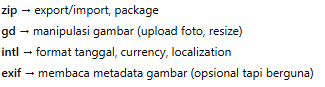 zip → export/import, package
gd → manipulasi gambar (upload foto, resize)
intl → format tanggal, currency, localization
exif → membaca metadata gambar (opsional tapi berguna)